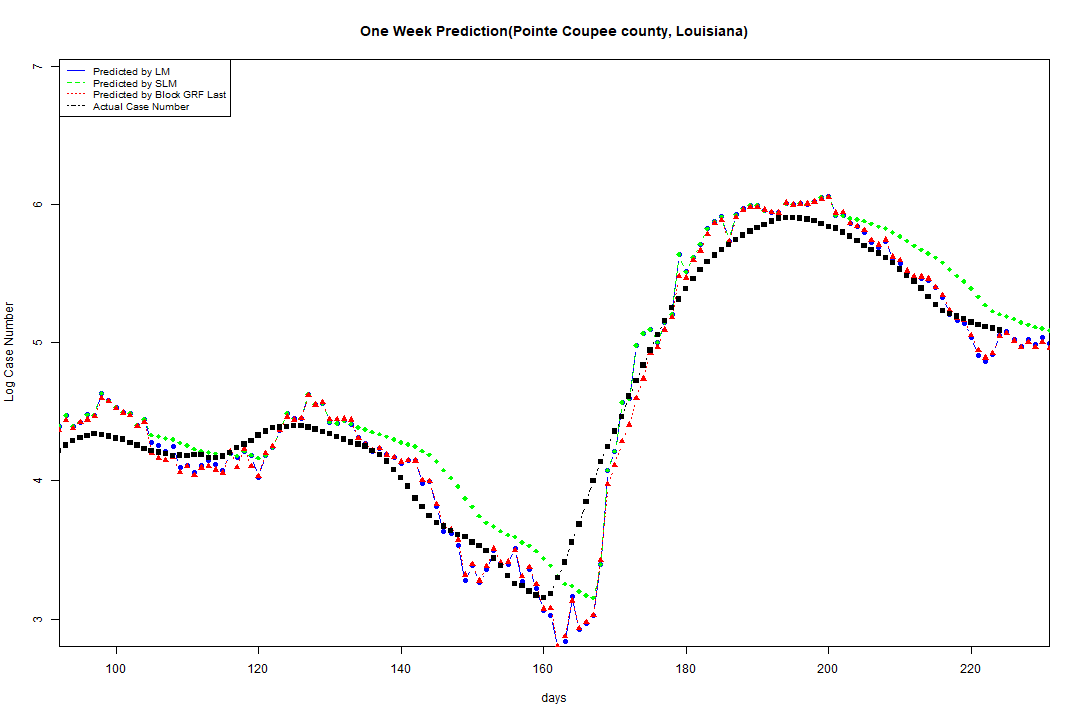 One Week Prediction(Pointe Coupee county, Louisiana)
Predicted by LM
Predicted by SLM
Predicted by Block GRF Last
Actual Case Number
Log Case Number
7
6
5
4
3
100 120 140 160 180 200 220
days